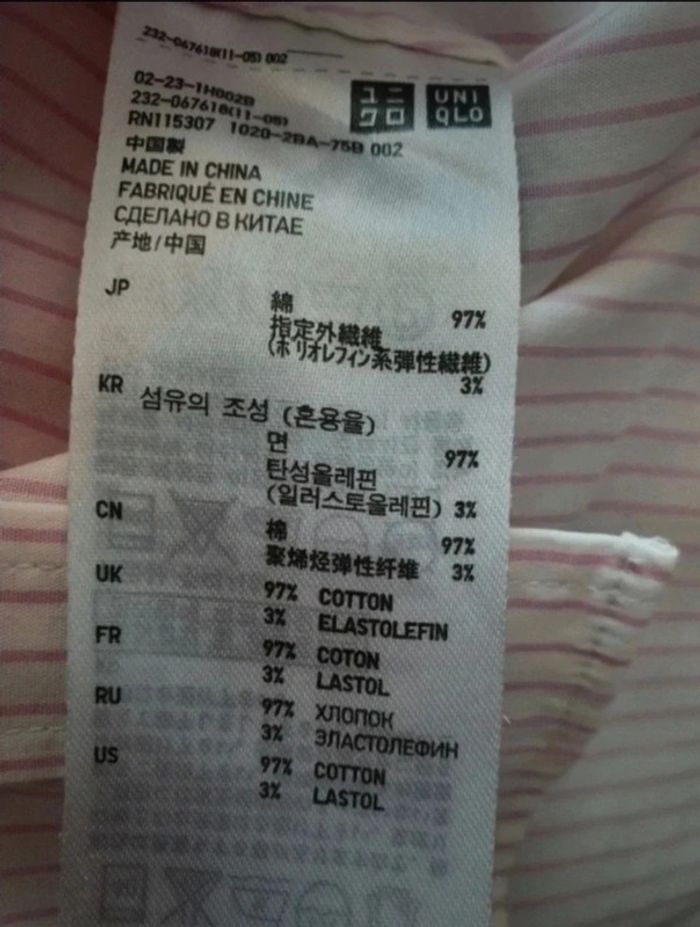 232-067618(11-05) 002
02-23-1H002B
232-067618(11-05)
RN115307 1020-2BA-75B 002
ユニ
クロ
UNI
QLO
中国製
MADE IN CHINA
FABRIQUÉ EN CHINE
СДЕЛАНО В КИТАЕ
产地/中国
JP
綿 97%
指定外繊維
(ポリオレフィン系弾性繊維)
3%
KR 섬유의 조성 (혼용율)
면 97%
탄성올레핀
(일러스토올레핀) 3%
CN
棉 97%
聚烯烃弹性纤维 3%
UK
97% COTTON
3% ELASTOLEFIN
FR
97% COTON
3% LASTOL
RU
97% ХЛОПОК
3% ЭЛАСТОЛЕФИН
US
97% COTTON
3% LASTOL